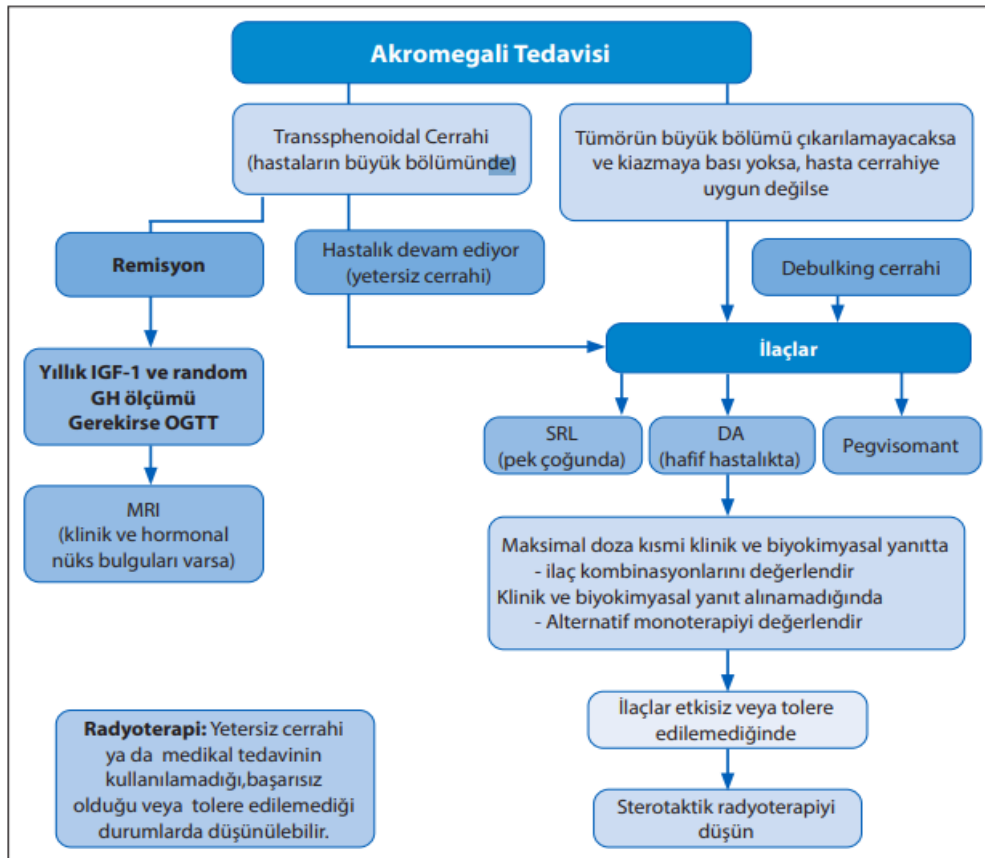 Akromegali Tedavisi
Transsphenoidal Cerrahi
(hastaların büyük bölümünde)
Tümörün büyük bölümü çıkarılamayacaksa
ve kiazmaya bası yoksa, hasta cerrahiye
uygun değilse
Remisyon
Hastalık devam ediyor
(yetersiz cerrahi)
Debulking cerrahi
İlaçlar
Yıllık IGF-1 ve random
GH ölçümü
Gerekirse OGTT
SRL
(pek çoğunda)
DA
(hafif hastalıkta)
Pegvisomant
MRI
(klinik ve hormonal
nüks bulguları varsa)
Maksimal doza kısmi klinik ve biyokimyasal yanıtta
- ilaç kombinasyonlarını değerlendir
Klinik ve biyokimyasal yanıt alınamadığında
- Alternatif monoterapiyi değerlendir
İlaçlar etkisiz veya tolere
edilemediğinde
Radyoterapi: Yetersiz cerrahi
ya da medikal tedavinin
kullanılamadığı,başarısız
olduğu veya tolere edilemediği
durumlarda düşünülebilir.
Sterotaktik radyoterapiyi
düşün